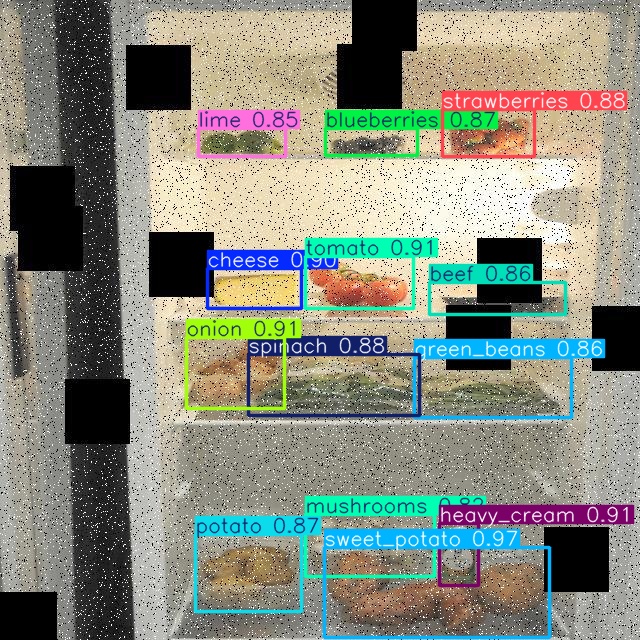 strawberries 0.88
lime 0.85
blueberries 0.87
tomato 0.91
cheese 0.90
beef 0.86
onion 0.91
spinach 0.88
green_beans 0.86
mushrooms
heavy_cream 0.91
potato 0.87
sweet_potato 0.97